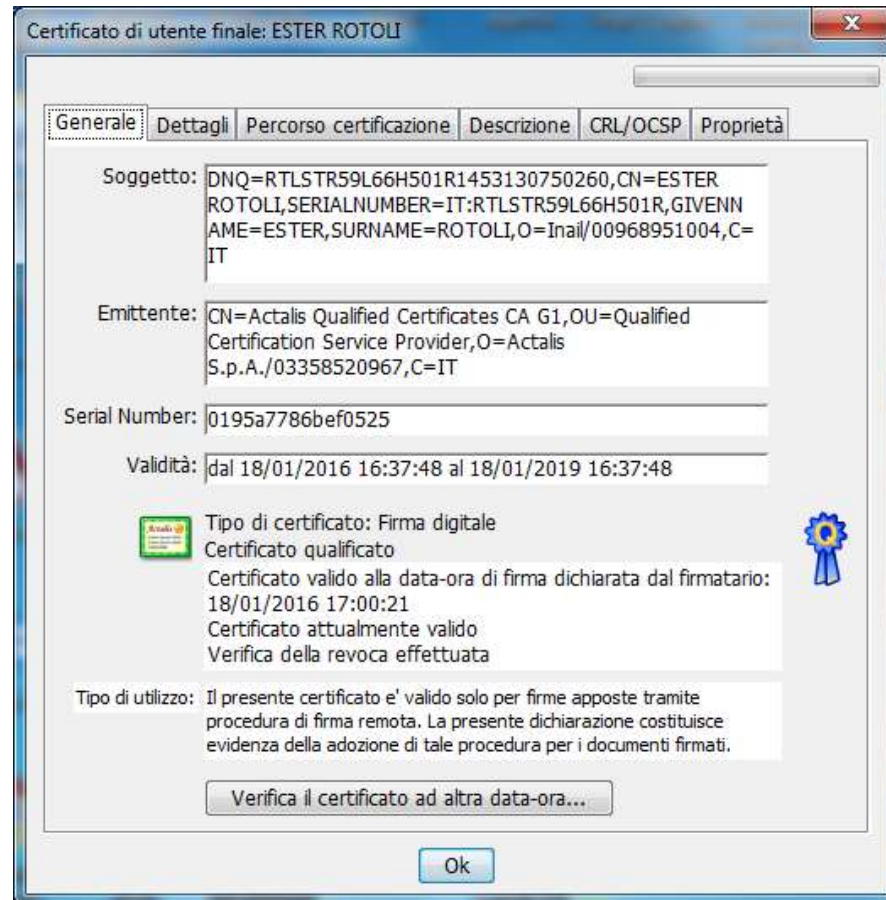 Certificato di utente finale: ESTER ROTOLI
Generale Dettagli Percorso certificazione Descrizione CRL/OCSP Proprietà
Soggetto: DNQ=RTLSTR59L66H501R1453130750260,CN=ESTER
ROTOLI,SERIALNUMBER=IT:RTLSTR59L66H501R,GIVENN
AME=ESTER,SURNAME=ROTOLI,O=Inail/00968951004,C=
IT
Emittente: CN=Actalis Qualified Certificates CA G1,OU=Qualified
Certification Service Provider,O=Actalis
S.p.A./03358520967,C=IT
Serial Number: 0195a7786bef0525
Validità: dal 18/01/2016 16:37:48 al 18/01/2019 16:37:48
Tipo di certificato: Firma digitale
Certificato qualificato
Certificato valido alla data-ora di firma dichiarata dal firmatario:
18/01/2016 17:00:21
Certificato attualmente valido
Verifica della revoca effettuata
Tipo di utilizzo: Il presente certificato e' valido solo per firme apposte tramite
procedura di firma remota. La presente dichiarazione costituisce
evidenza della adozione di tale procedura per i documenti firmati.
Verifica il certificato ad altra data-ora...
Ok